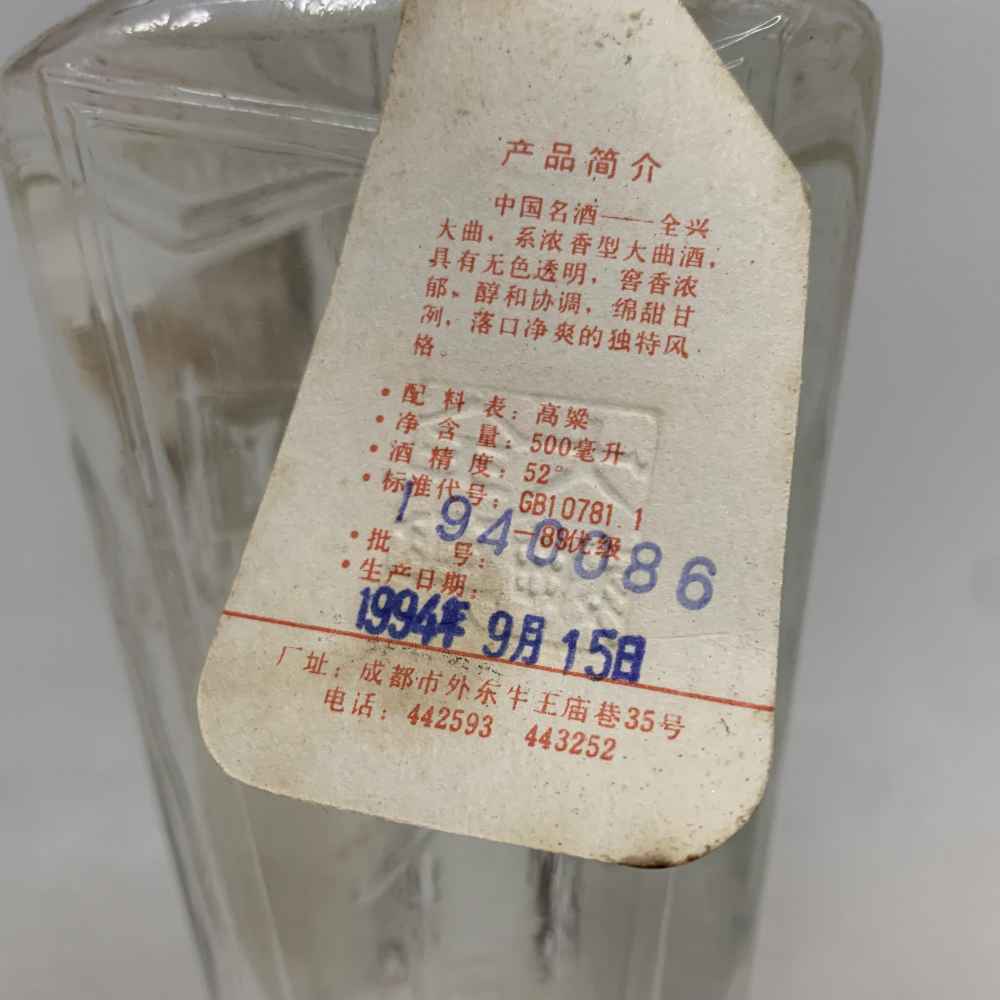 产品简介
中国名酒——全兴
大曲，系浓香型大曲酒，
具有无色透明，窖香浓
郁，醇和协调，绵甜甘
冽，落口净爽的独特风
格。
·配料表：高粱
·净含量：500毫升
·酒精度：52°
·标准代号：GB10781.1
—89优级
·批号：1940086
·生产日期：
1994年9月15日
厂址：成都市外东牛王庙巷35号
电话：442593 443252